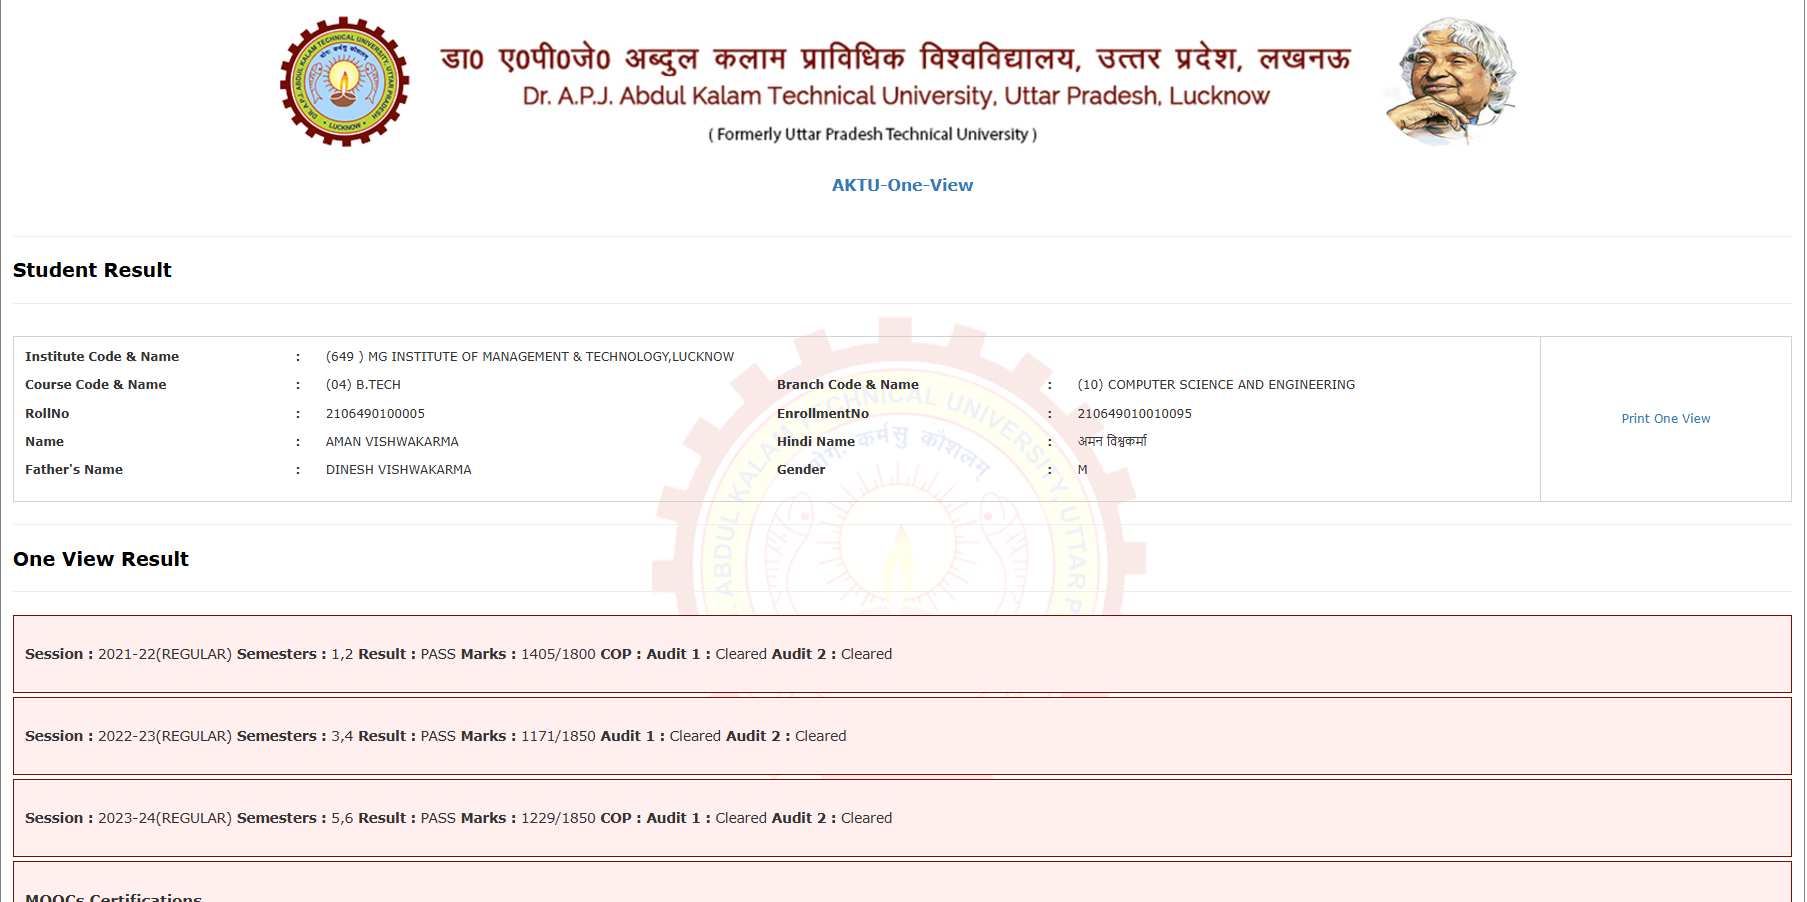 डा0 ए0पी0जे0 अब्दुल कलाम प्राविधिक विश्वविद्यालय, उत्तर प्रदेश, लखनऊ
Dr. A.P.J. Abdul Kalam Technical University, Uttar Pradesh, Lucknow
( Formerly Uttar Pradesh Technical University )
AKTU-One-View
Student Result
Institute Code & Name : (649 ) MG INSTITUTE OF MANAGEMENT & TECHNOLOGY,LUCKNOW
Course Code & Name : (04) B.TECH Branch Code & Name : (10) COMPUTER SCIENCE AND ENGINEERING
RollNo : 2106490100005 EnrollmentNo : 210649010010095
Name : AMAN VISHWAKARMA Hindi Name : अमन विश्वकर्मा
Father's Name : DINESH VISHWAKARMA Gender : M
Print One View
One View Result
Session : 2021-22(REGULAR) Semesters : 1,2 Result : PASS Marks : 1405/1800 COP : Audit 1 : Cleared Audit 2 : Cleared
Session : 2022-23(REGULAR) Semesters : 3,4 Result : PASS Marks : 1171/1850 Audit 1 : Cleared Audit 2 : Cleared
Session : 2023-24(REGULAR) Semesters : 5,6 Result : PASS Marks : 1229/1850 COP : Audit 1 : Cleared Audit 2 : Cleared
MOOCs Certifications